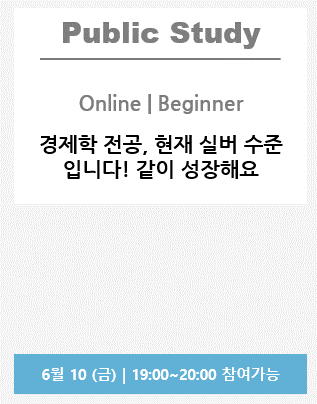 Public Study
Online | Beginner
경제학 전공, 현재 실버 수준
입니다! 같이 성장해요
6월 10 (금) | 19:00~20:00 참여가능